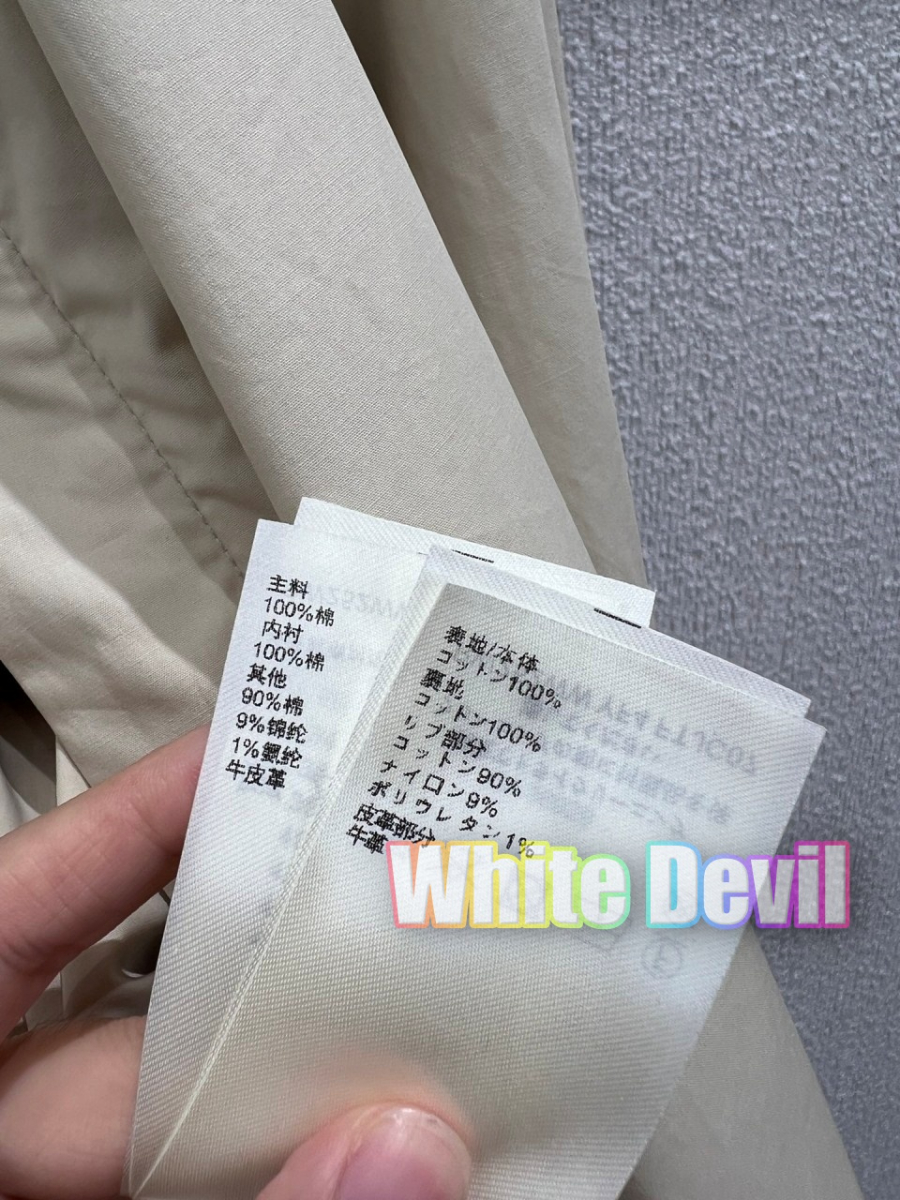 主料
100%棉
内衬
100%棉
其他
90%棉
9%锦纶
1%氨纶
牛皮革
表地/本体
コットン100%
裏地
コットン100%
リブ部分
コットン90%
ナイロン9%
ポリウレタン1%
皮革部分
牛革
White Devil